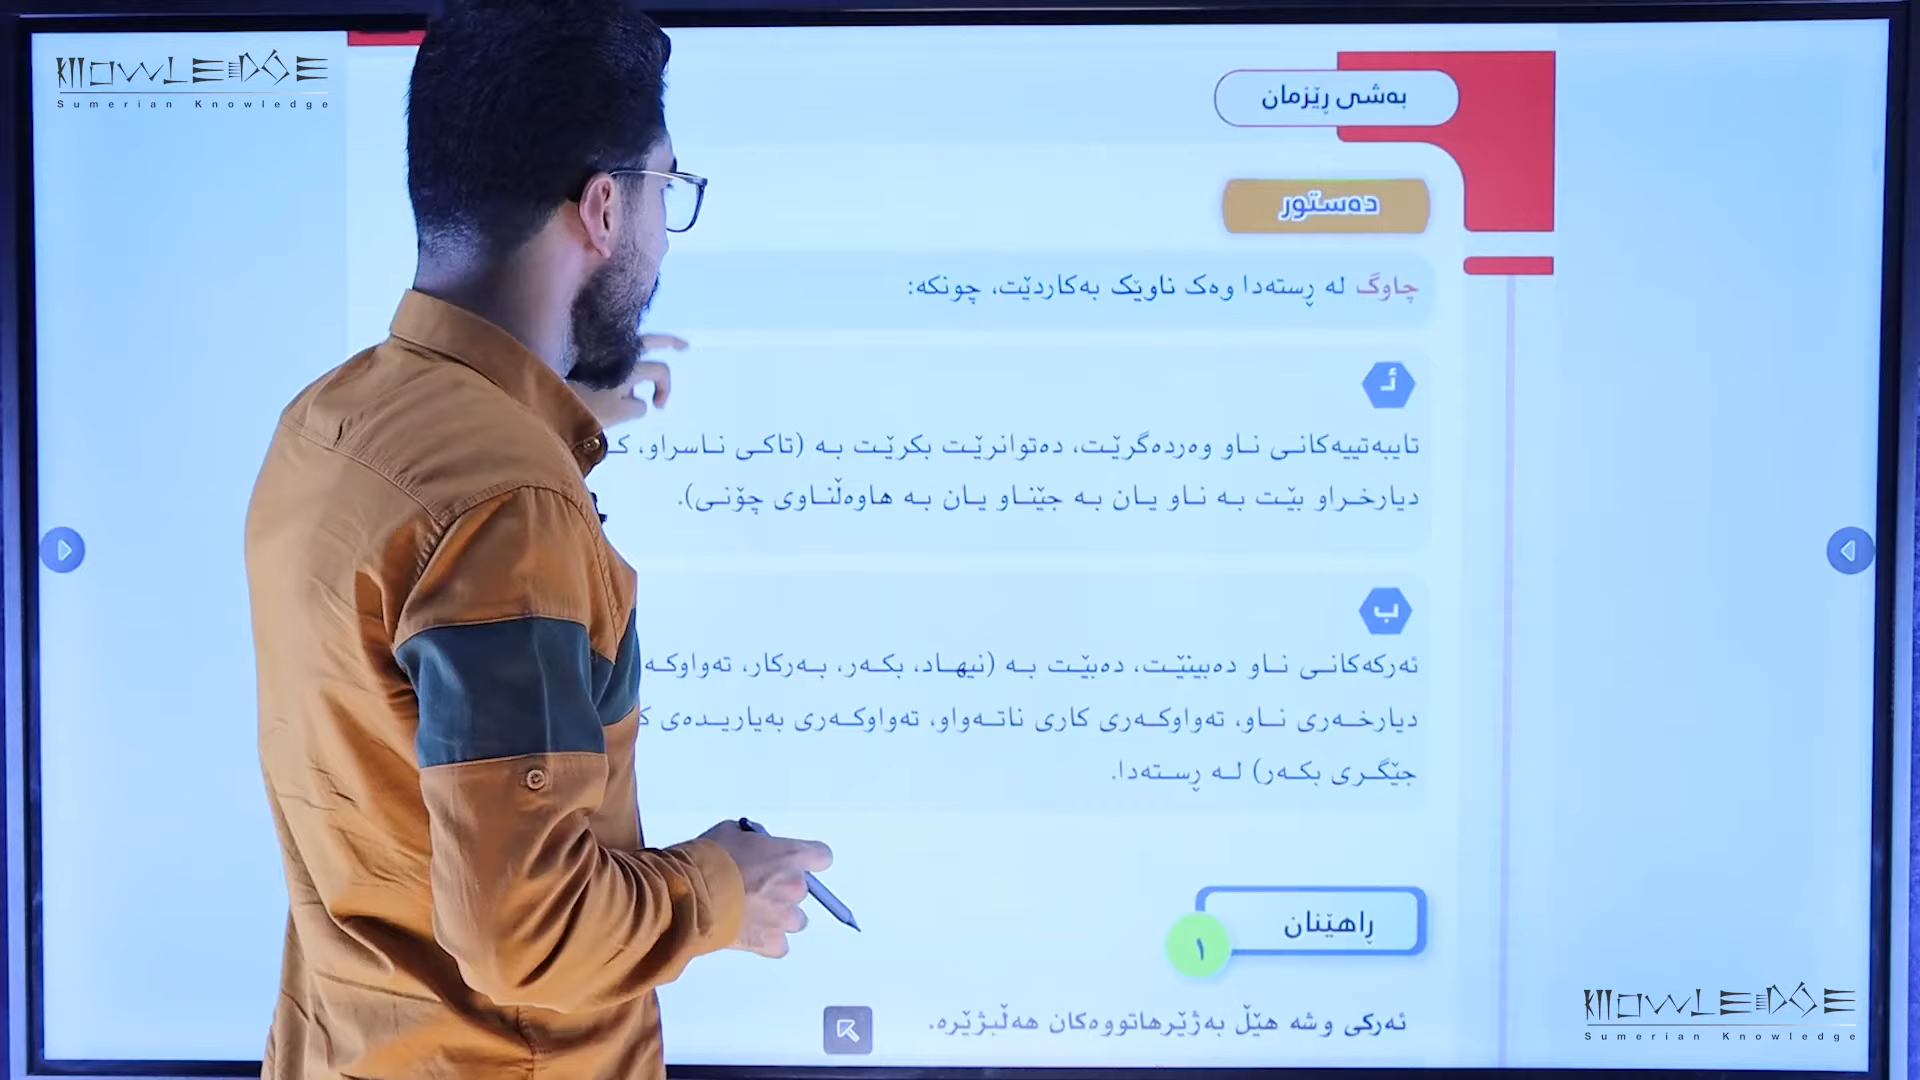 KNOWLEDGE
Sumerian Knowledge
بەشی ڕێزمان
دەستور
چاوگ لە ڕستەدا وەک ناوێک بەکاردێت، چونکە:
ئـ
تایبەتییەکانی ناو وەردەگرێت، دەتوانرێت بکرێت بە (تاکی ناسراو،
دیارخراو بێت بە ناو یان بە جێناو یان بە هاوەڵناوی چۆنی).
ب
ئەرکەکانی ناو دەبینێت، دەبێت بە (نیهاد، بکەر، بەرکار،
دیارخەری ناو، تەواوکەری کاری ناتەواو، تەواوکەری بەیاریدەی
جێگری بکەر) لە ڕستەدا.
ڕاهێنان
١
ئەرکی وشە هێڵ بەژێرهاتووەکان هەڵبژێرە.
KNOWLEDGE
Sumerian Knowledge